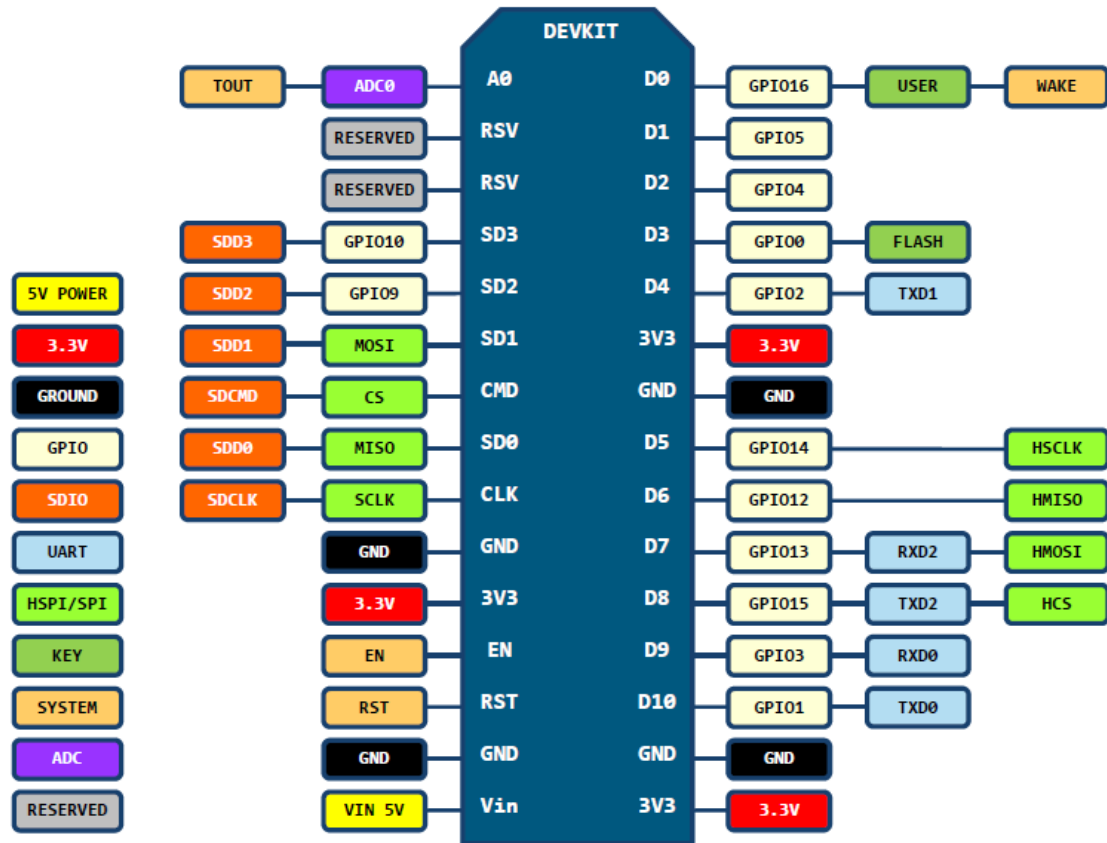 DEVKIT
TOUT ADC0 A0 D0 GPIO16 USER WAKE
RESERVED RSV D1 GPIO5
RESERVED RSV D2 GPIO4
SDD3 GPIO10 SD3 D3 GPIO0 FLASH
5V POWER SDD2 GPIO9 SD2 D4 GPIO2 TXD1
3.3V SDD1 MOSI SD1 3V3 3.3V
GROUND SDCMD CS CMD GND GND
GPIO SDD0 MISO SD0 D5 GPIO14 HSCLK
SDIO SDCLK SCLK CLK D6 GPIO12 HMISO
UART GND GND D7 GPIO13 RXD2 HMOSI
HSPI/SPI 3.3V 3V3 D8 GPIO15 TXD2 HCS
KEY EN EN D9 GPIO3 RXD0
SYSTEM RST RST D10 GPIO1 TXD0
ADC GND GND GND GND
RESERVED VIN 5V Vin 3V3 3.3V